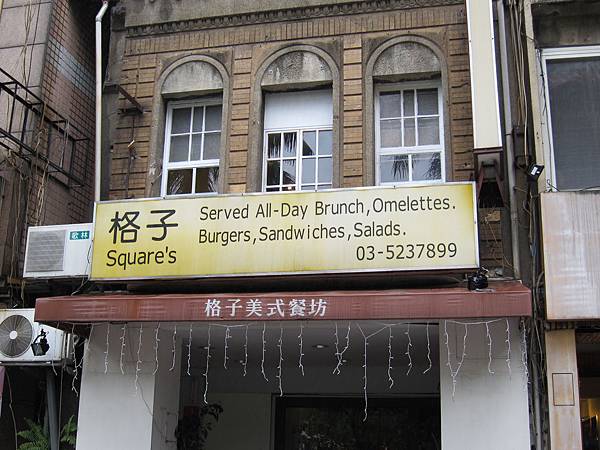 格子
Square's
Served All-Day Brunch,Omelettes.
Burgers,Sandwiches,Salads.
03-5237899
格子美式餐坊
歌林